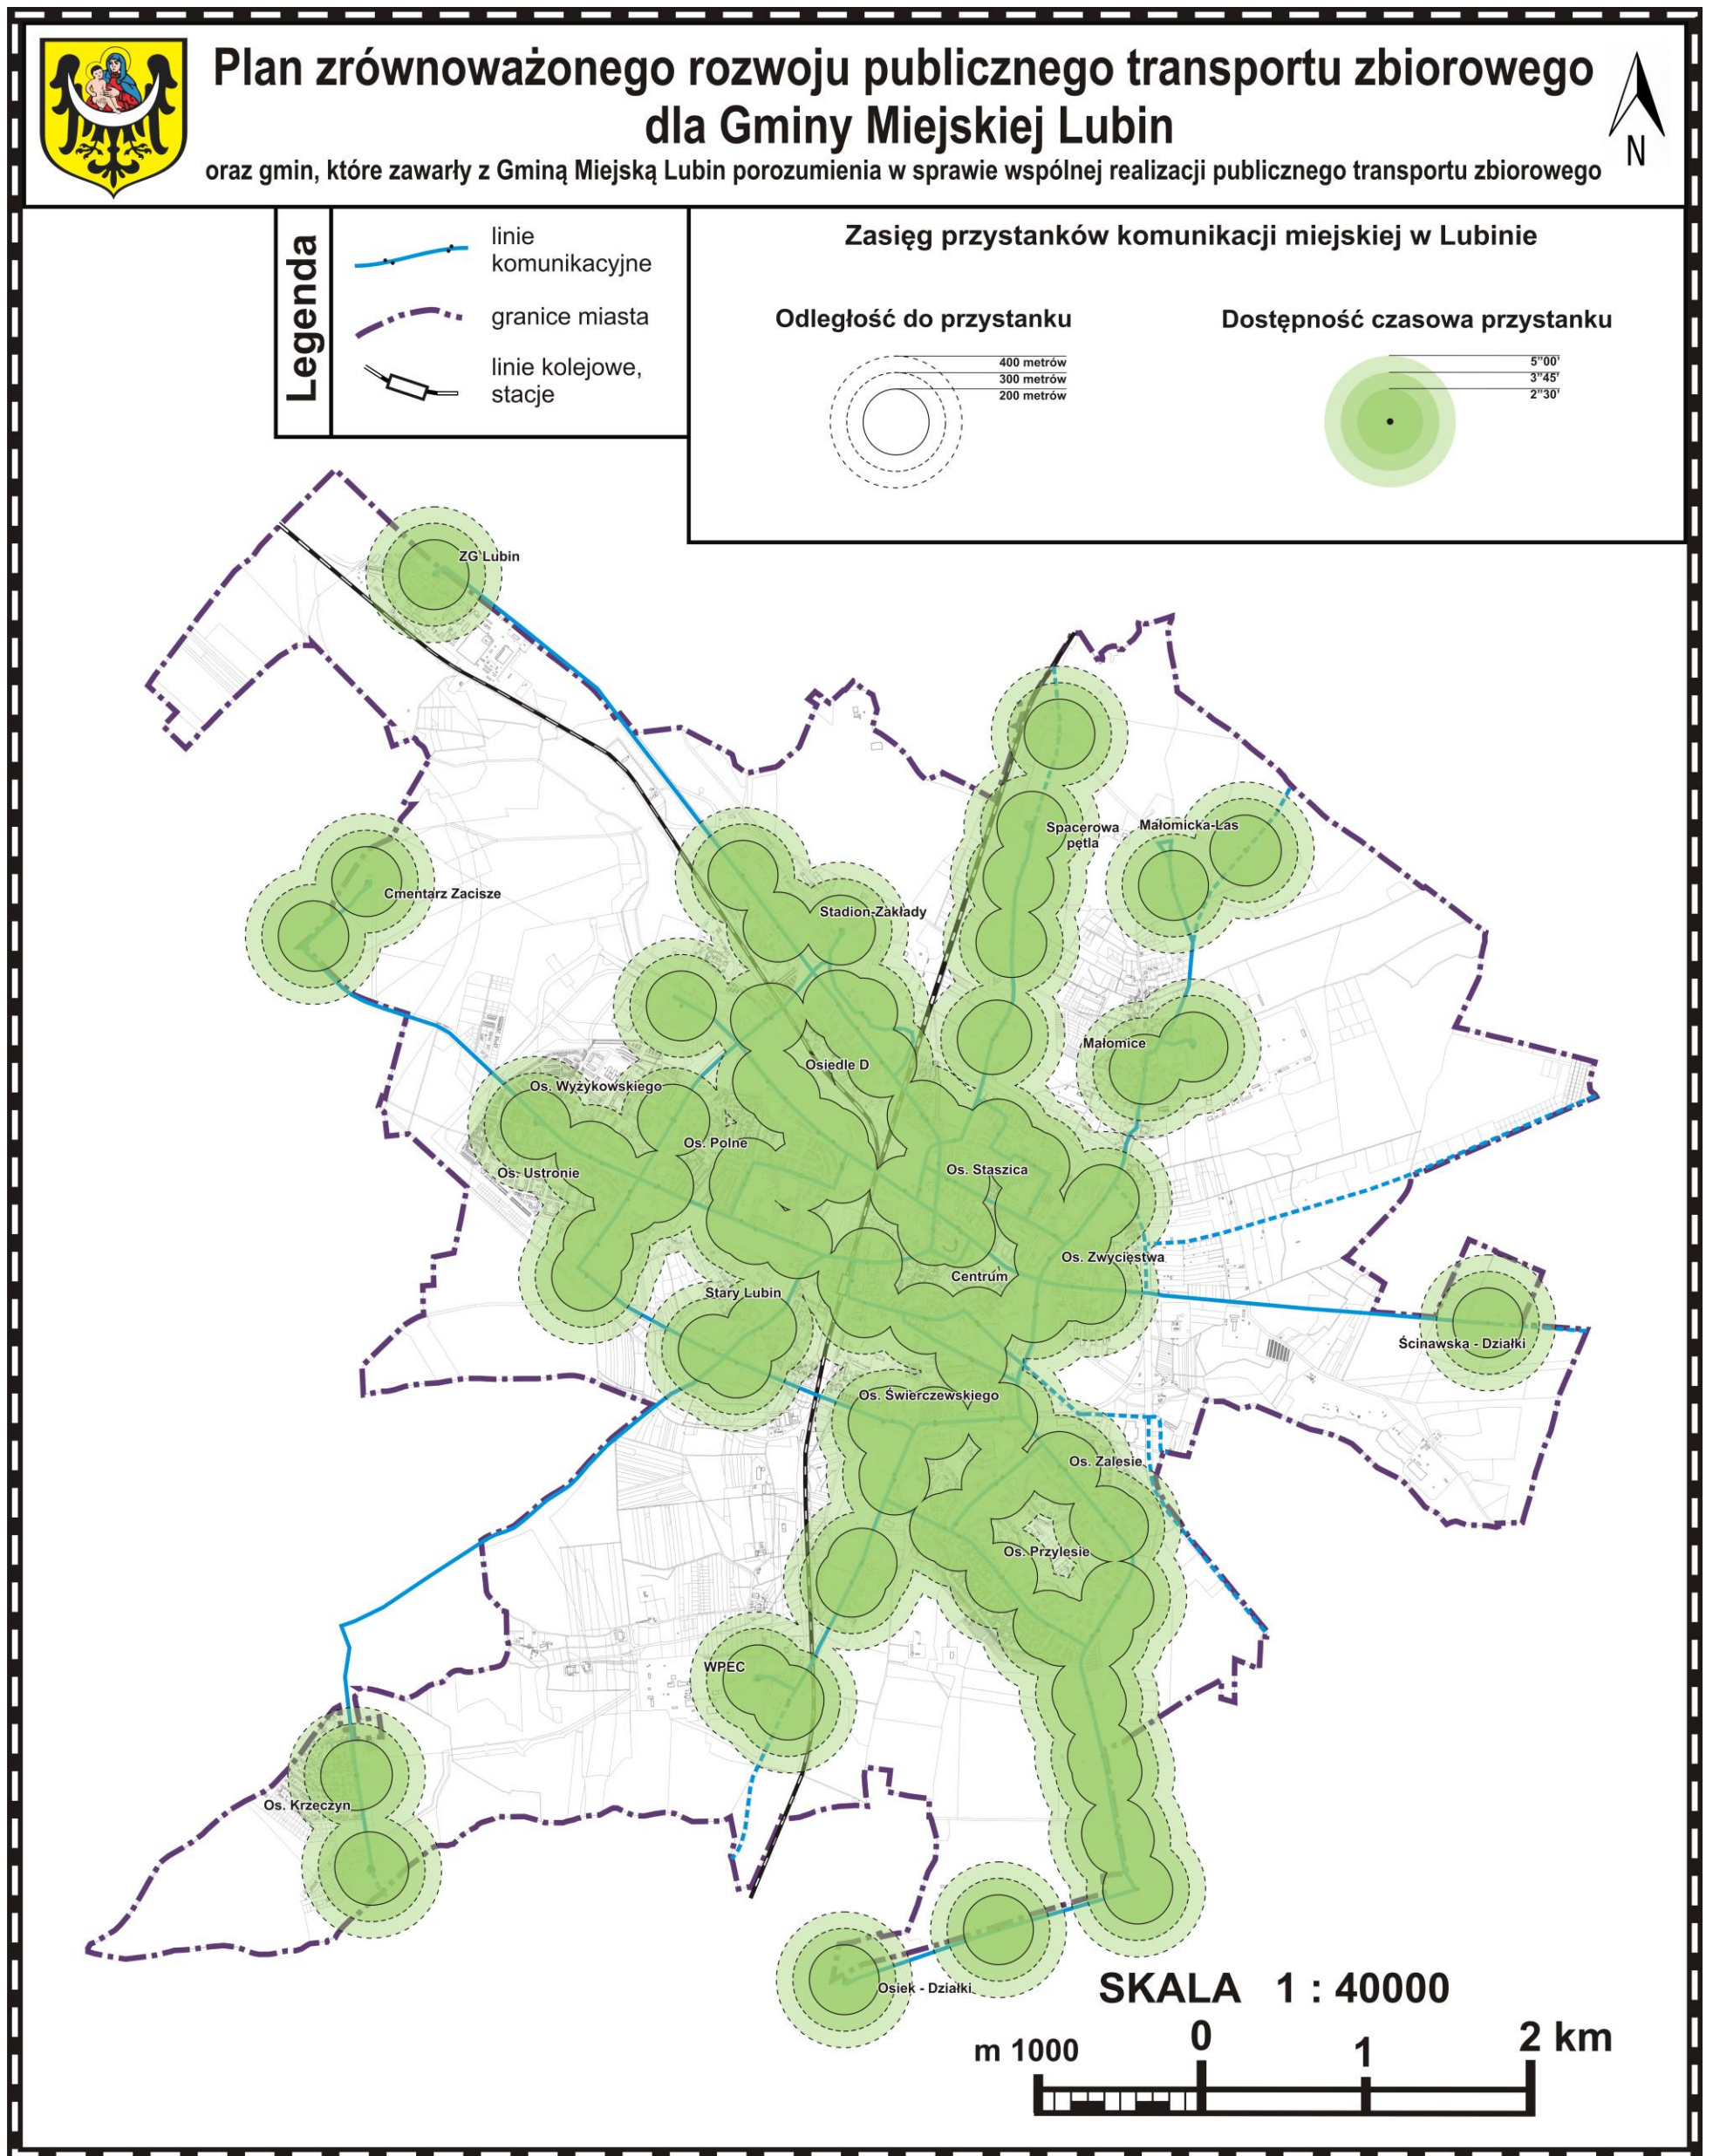 Plan zrównoważonego rozwoju publicznego transportu zbiorowego
dla Gminy Miejskiej Lubin
oraz gmin, które zawarły z Gminą Miejską Lubin porozumienia w sprawie wspólnej realizacji publicznego transportu zbiorowego
N
Legenda
linie
komunikacyjne
granice miasta
linie kolejowe,
stacje
Zasięg przystanków komunikacji miejskiej w Lubinie
Odległość do przystanku
400 metrów
300 metrów
200 metrów
Dostępność czasowa przystanku
5"00'
3"45'
2"30'
ZG Lubin
Spacerowa
pętla
Małomicka-Las
Cmentarz Zacisze
Stadion-Zakłady
Małomice
Osiedle D
Os. Wyżykowskiego
Os. Polne
Os. Ustronie
Os. Staszica
Os. Zwycięstwa
Centrum
Stary Lubin
Ścinawska - Działki
Os. Świerczewskiego
Os. Zalesie
Os. Przylesie
WPEC
Os. Krzeczyn
Osiek - Działki
SKALA 1 : 40000
m 1000 0 1 2 km